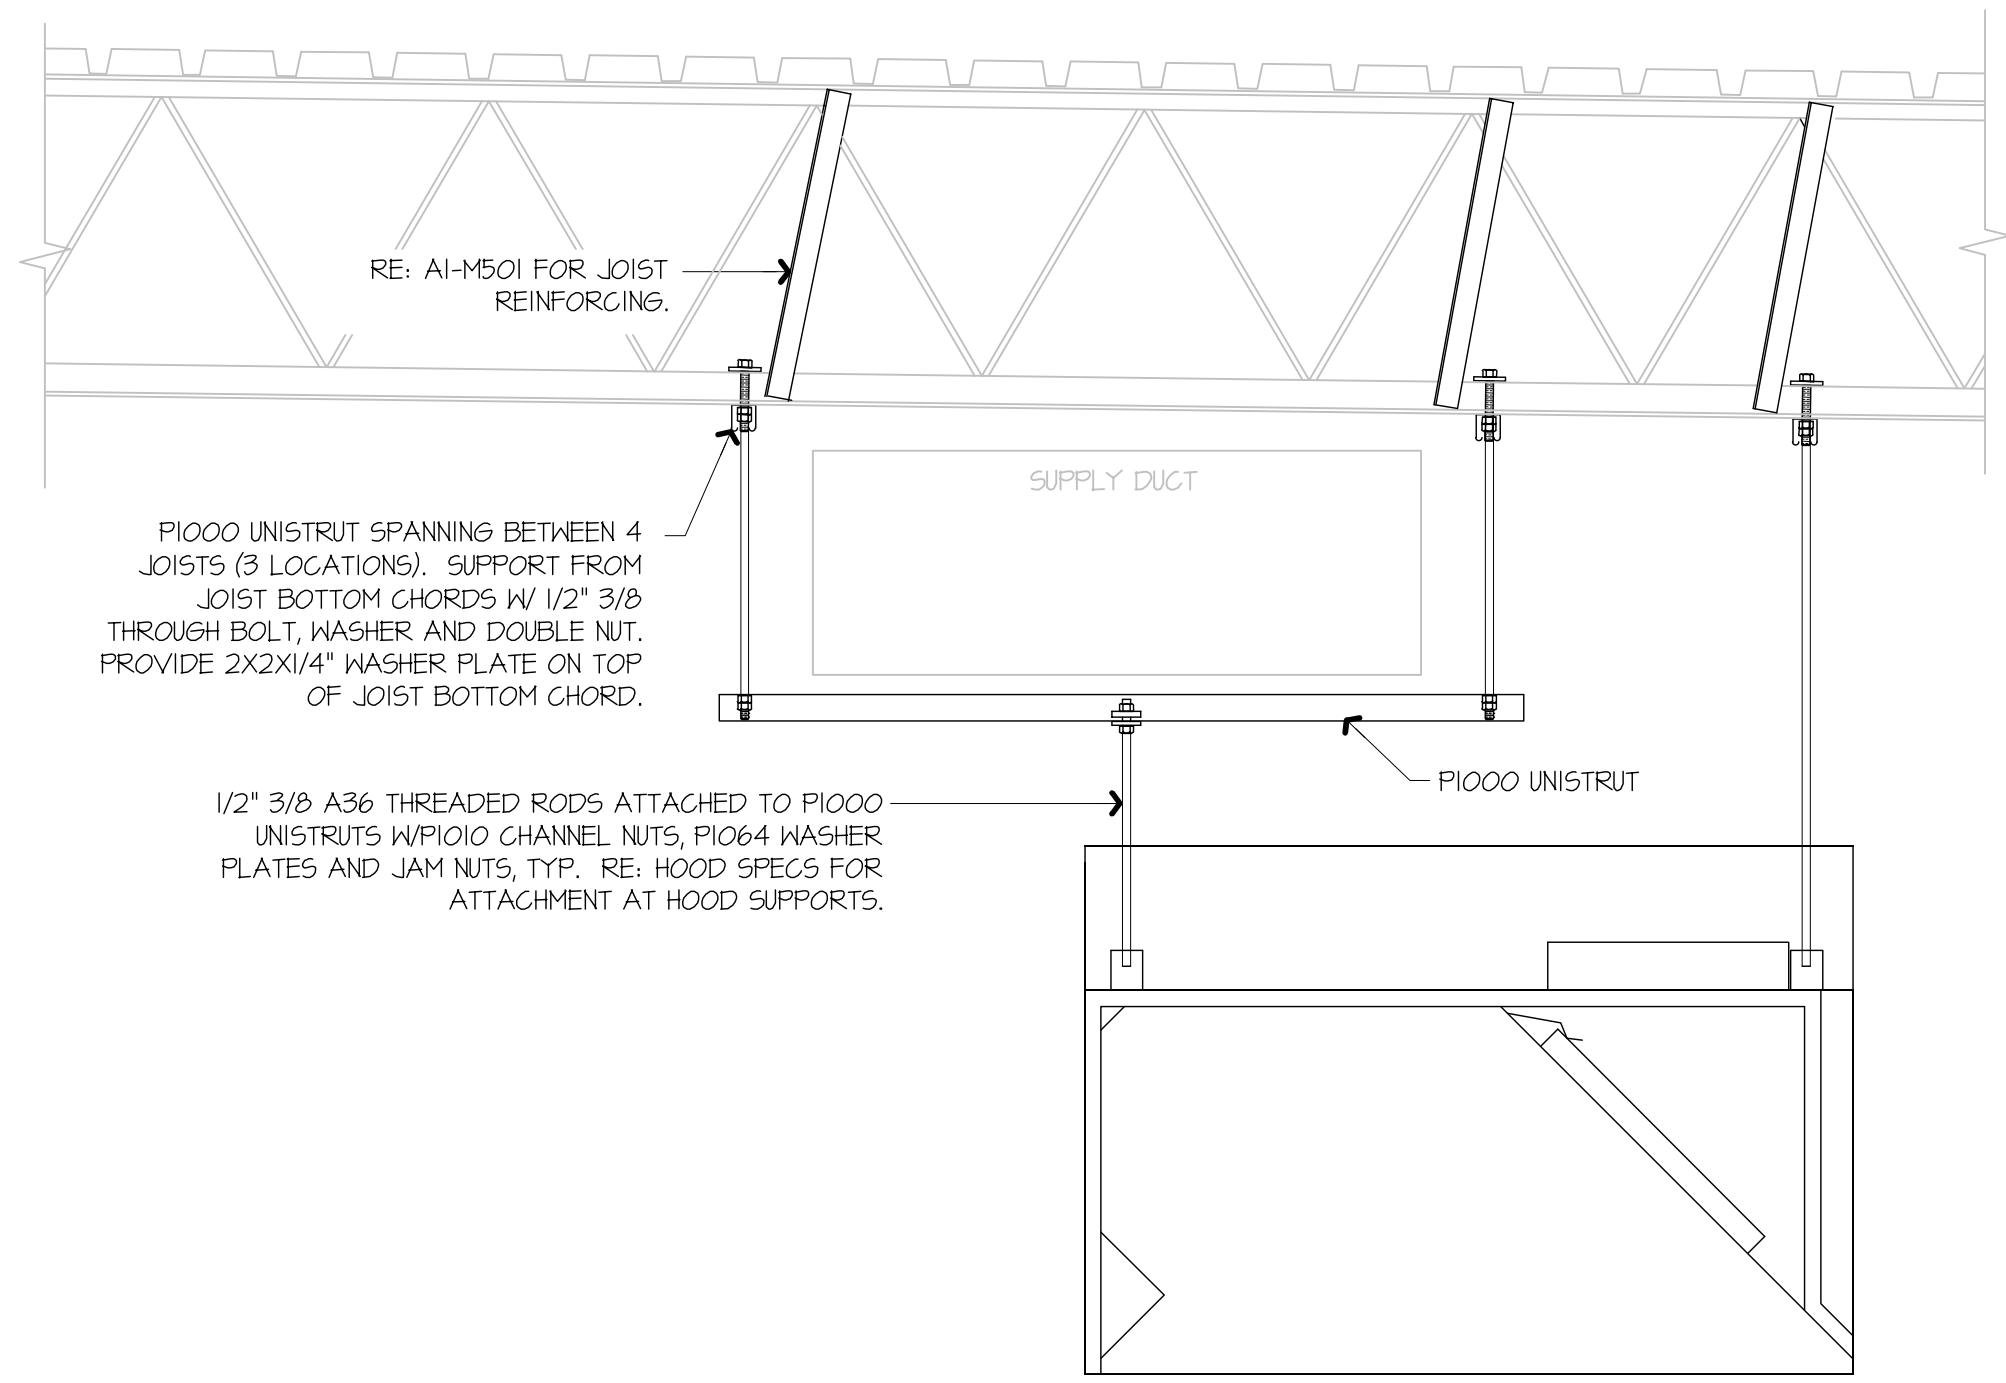 RE: A1-M501 FOR JOIST
REINFORCING.
SUPPLY DUCT
P1000 UNISTRUT SPANNING BETWEEN 4
JOISTS (3 LOCATIONS). SUPPORT FROM
JOIST BOTTOM CHORDS W/ 1/2" 3/8
THROUGH BOLT, WASHER AND DOUBLE NUT.
PROVIDE 2X2X1/4" WASHER PLATE ON TOP
OF JOIST BOTTOM CHORD.
P1000 UNISTRUT
1/2" 3/8 A36 THREADED RODS ATTACHED TO P1000
UNISTRUTS W/P1010 CHANNEL NUTS, P1064 WASHER
PLATES AND JAM NUTS, TYP. RE: HOOD SPECS FOR
ATTACHMENT AT HOOD SUPPORTS.